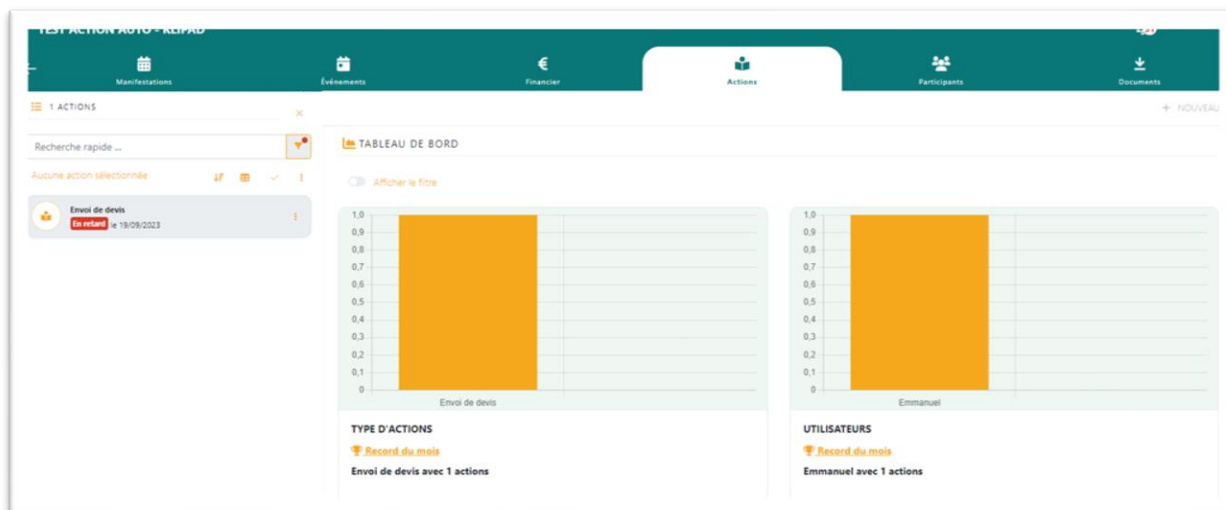 TEST ACTION AUTO - KLIPAD
Manifestations
Événements
Financier
Actions
Participants
Documents
1 ACTIONS
×
+ NOUVEAU
Recherche rapide ...
TABLEAU DE BORD
Aucune action sélectionnée
Afficher le filtre
Envoi de devis
En retard le 19/09/2023
1,0
0,9
0,8
0,7
0,6
0,5
0,4
0,3
0,2
0,1
0
Envoi de devis
TYPE D'ACTIONS
Record du mois
Envoi de devis avec 1 actions
1,0
0,9
0,8
0,7
0,6
0,5
0,4
0,3
0,2
0,1
0
Emmanuel
UTILISATEURS
Record du mois
Emmanuel avec 1 actions